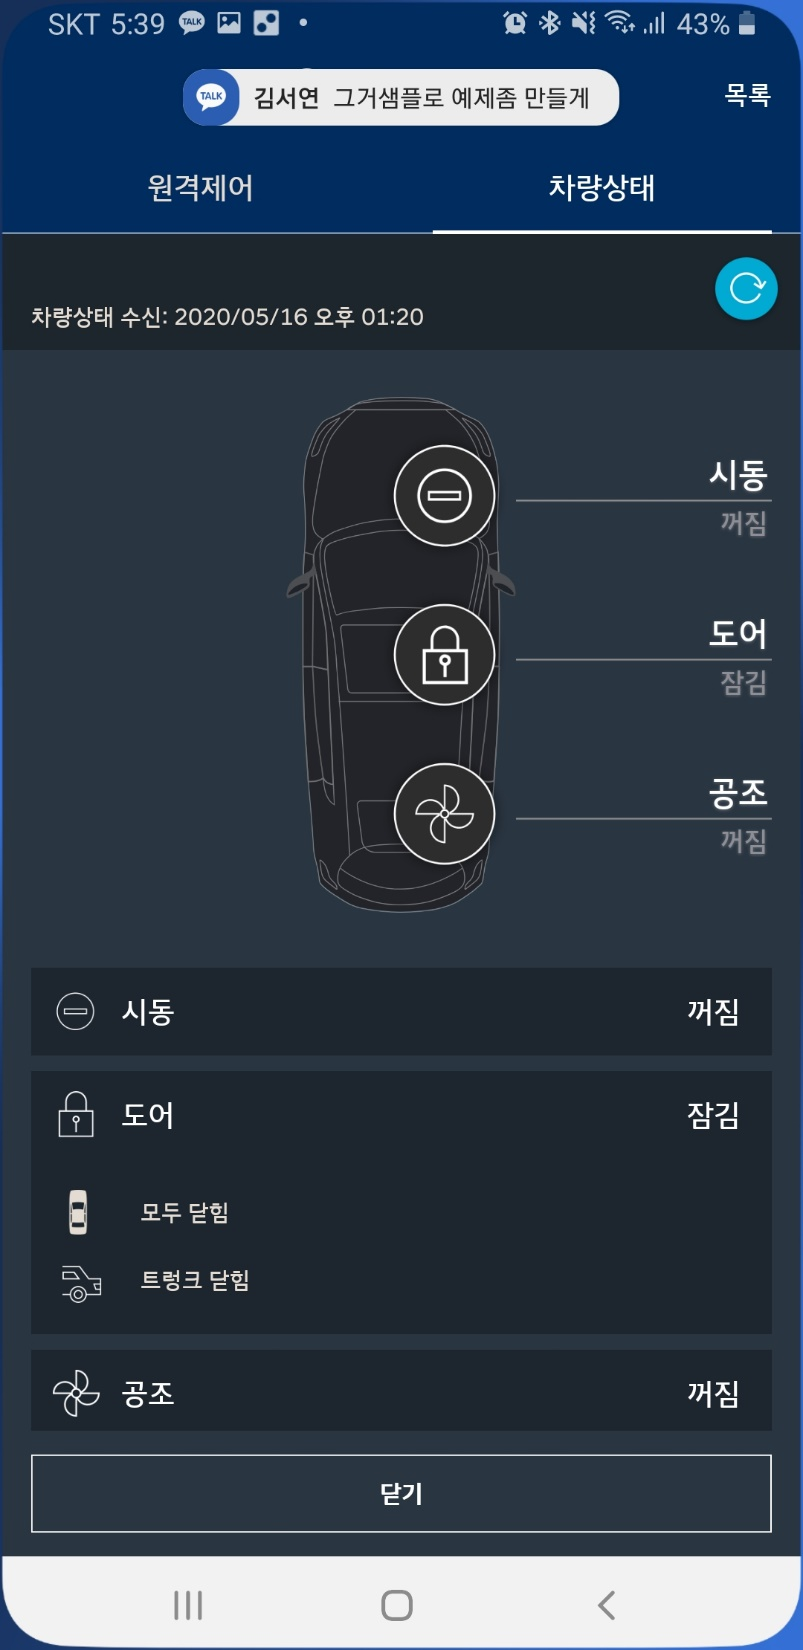 SKT 5:39 TALK 43%
TALK 김서연 그거샘플로 예제좀 만들게
목록
원격제어 차량상태
차량상태 수신: 2020/05/16 오후 01:20
시동
꺼짐
도어
잠김
공조
꺼짐
시동 꺼짐
도어 잠김
모두 닫힘
트렁크 닫힘
공조 꺼짐
닫기